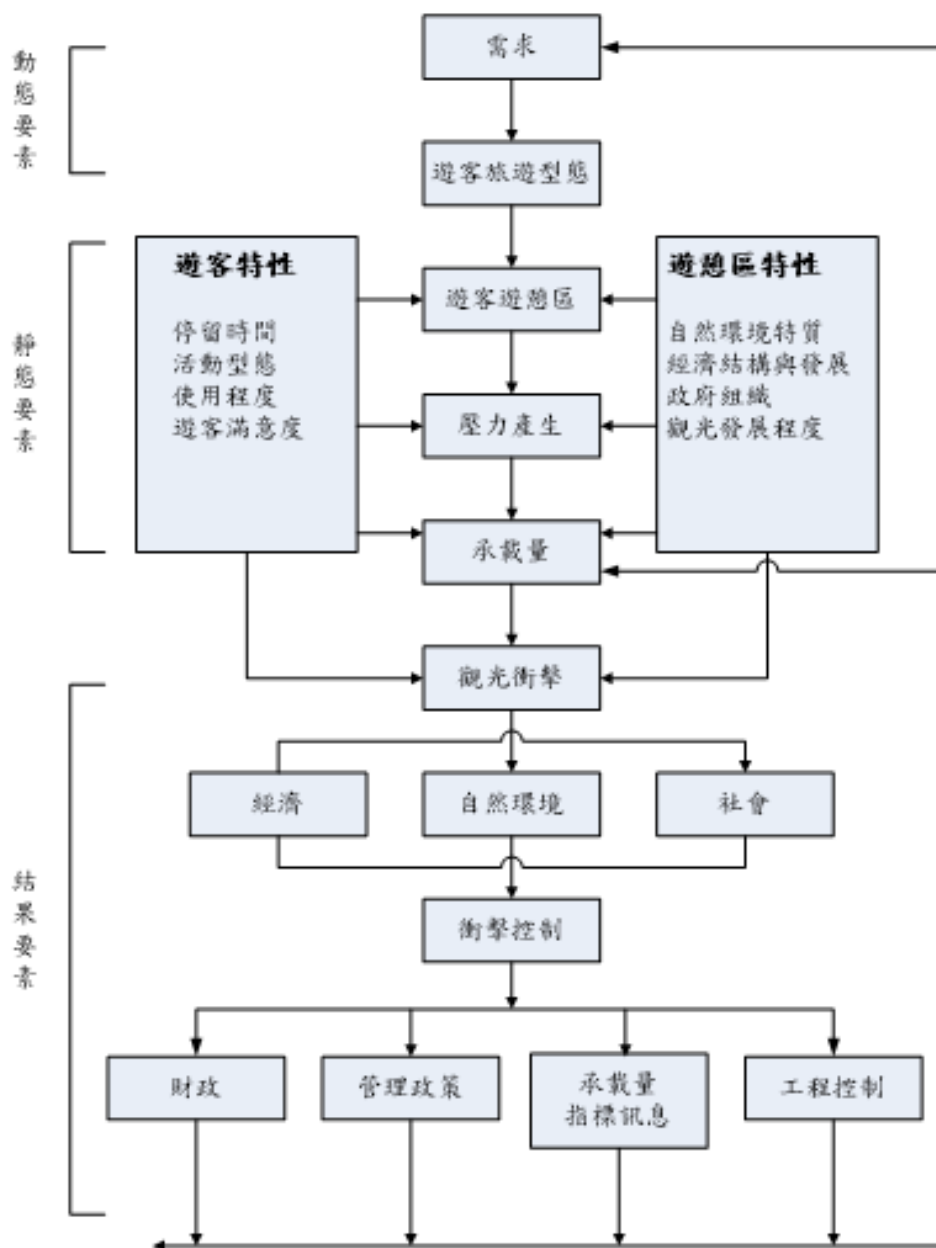 動態要素
需求
遊客旅遊型態
靜態要素
遊客特性
停留時間
活動型態
使用程度
遊客滿意度
遊客遊憩區
壓力產生
承載量
遊憩區特性
自然環境特質
經濟結構與發展
政府組織
觀光發展程度
結果要素
觀光衝擊
經濟
自然環境
社會
衝擊控制
財政
管理政策
承載量
指標訊息
工程控制